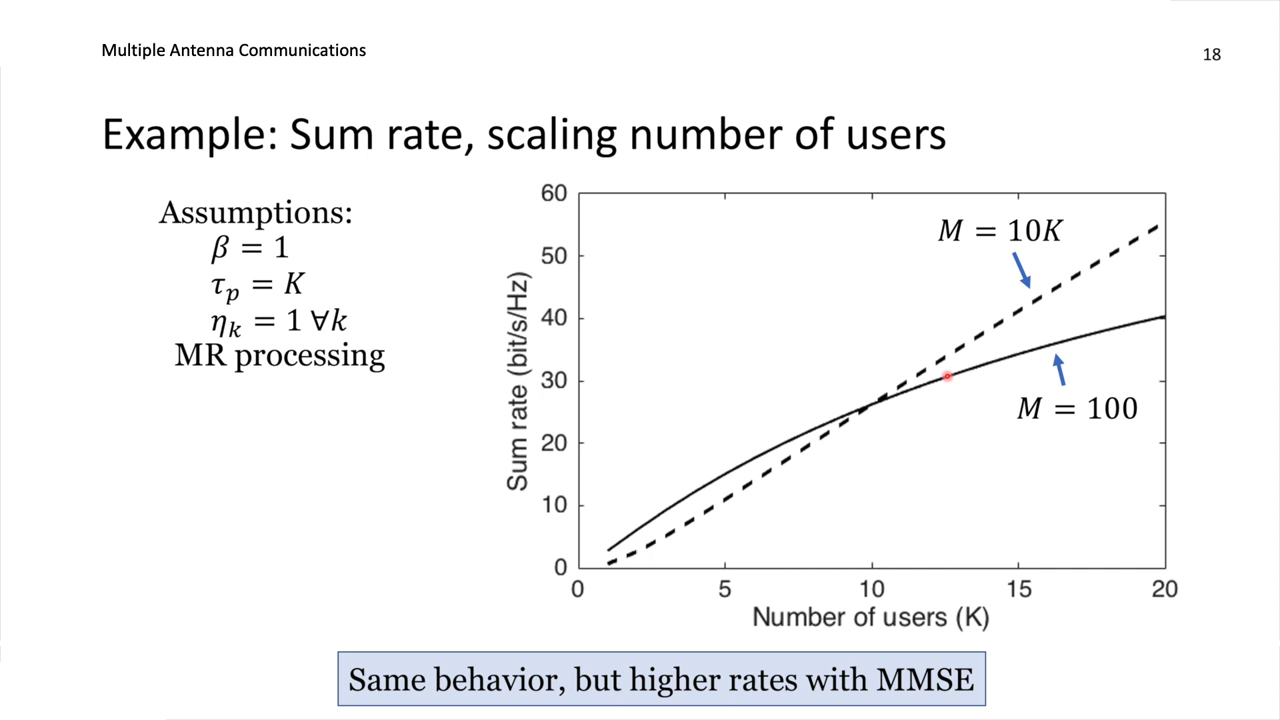 Multiple Antenna Communications
18
Example: Sum rate, scaling number of users
Assumptions:
β = 1
τₚ = K
ηₖ = 1 ∀k
MR processing
60
50
40
30
20
10
0
Sum rate (bit/s/Hz)
M = 10K
M = 100
0 5 10 15 20
Number of users (K)
Same behavior, but higher rates with MMSE